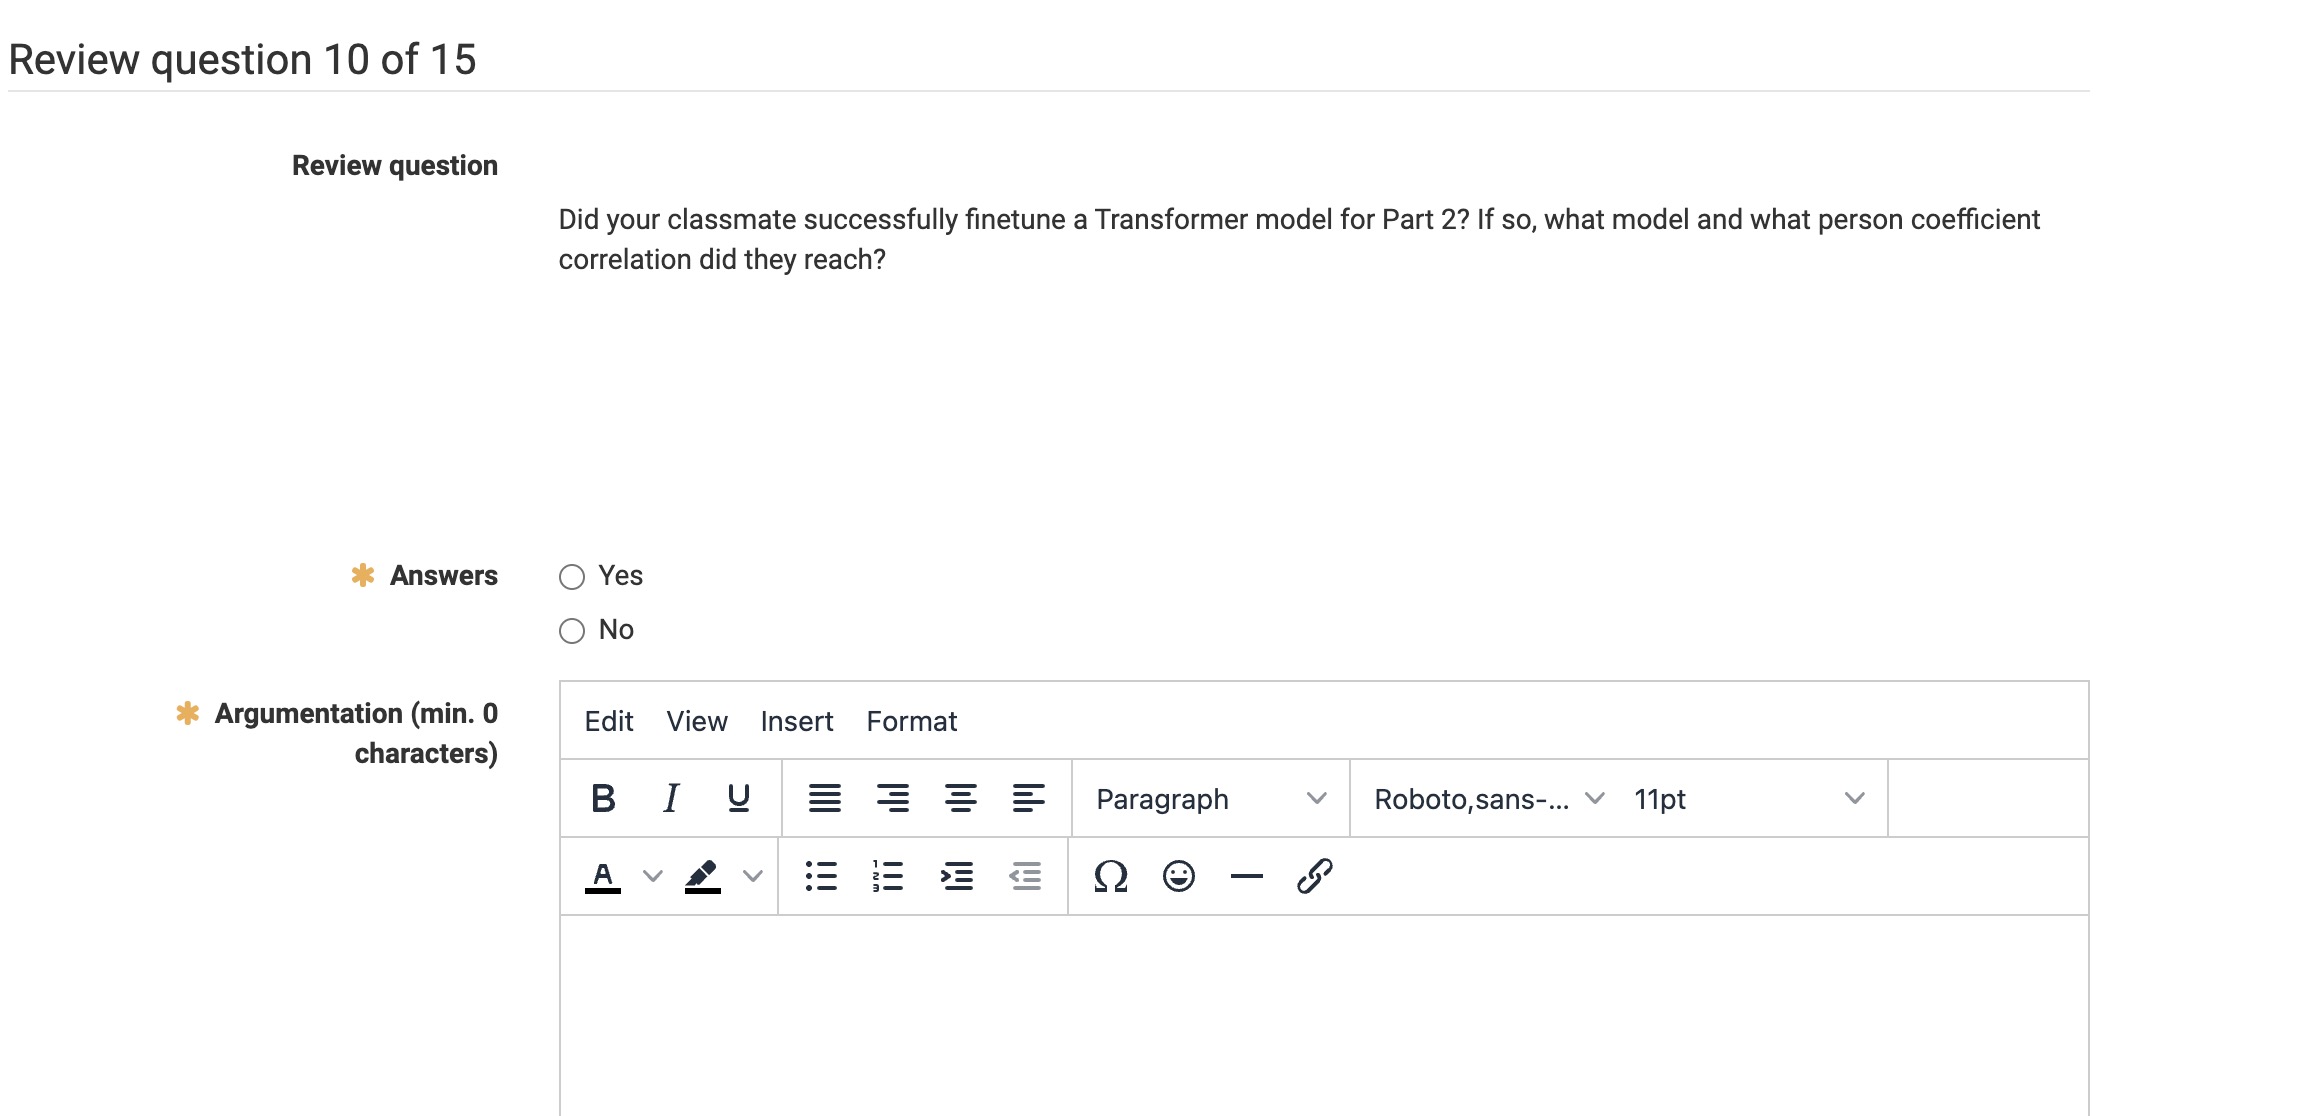 Review question 10 of 15
Review question
Did your classmate successfully finetune a Transformer model for Part 2? If so, what model and what person coefficient
correlation did they reach?
Answers
Yes
No
Argumentation (min. 0
characters)
Edit View Insert Format
B I U Paragraph Roboto,sans-... 11pt
A Ω